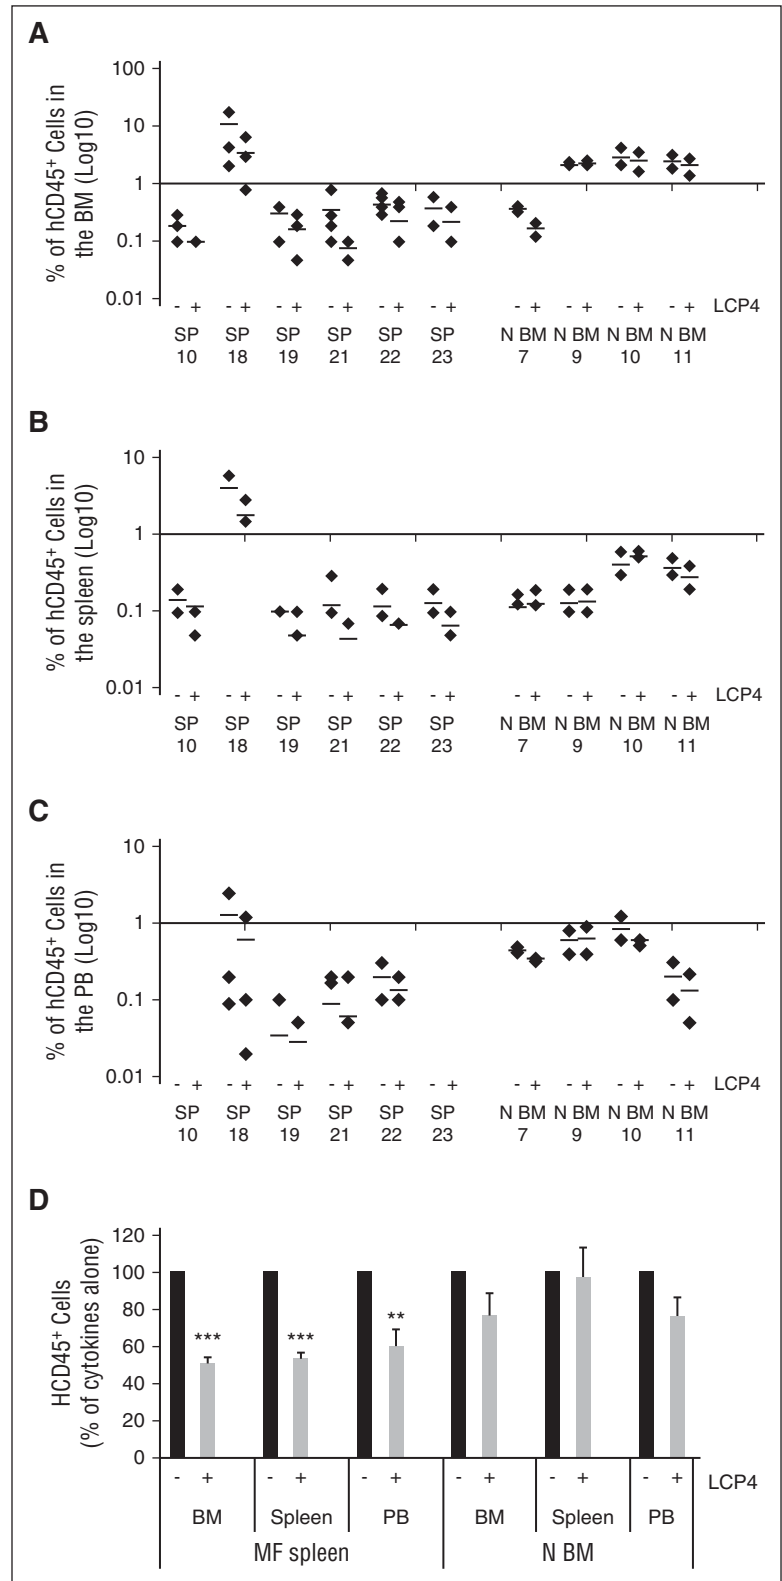 A
% of hCD45⁺ Cells in
the BM (Log10)
100
10
1
0.1
0.01
- + - + - + - + - + - + - + - + - + - + LCP4
SP SP SP SP SP SP N BM N BM N BM N BM
10 18 19 21 22 23 7 9 10 11
B
% of hCD45⁺ Cells in
the spleen (Log10)
10
1
0.1
0.01
- + - + - + - + - + - + - + - + - + - + LCP4
SP SP SP SP SP SP N BM N BM N BM N BM
10 18 19 21 22 23 7 9 10 11
C
% of hCD45⁺ Cells in
the PB (Log10)
10
1
0.1
0.01
- + - + - + - + - + - + - + - + - + - + LCP4
SP SP SP SP SP SP N BM N BM N BM N BM
10 18 19 21 22 23 7 9 10 11
D
HCD45⁺ Cells
(% of cytokines alone)
120
100
80
60
40
20
0
*** *** **
- + - + - + - + - + - + LCP4
BM Spleen PB BM Spleen PB
MF spleen N BM